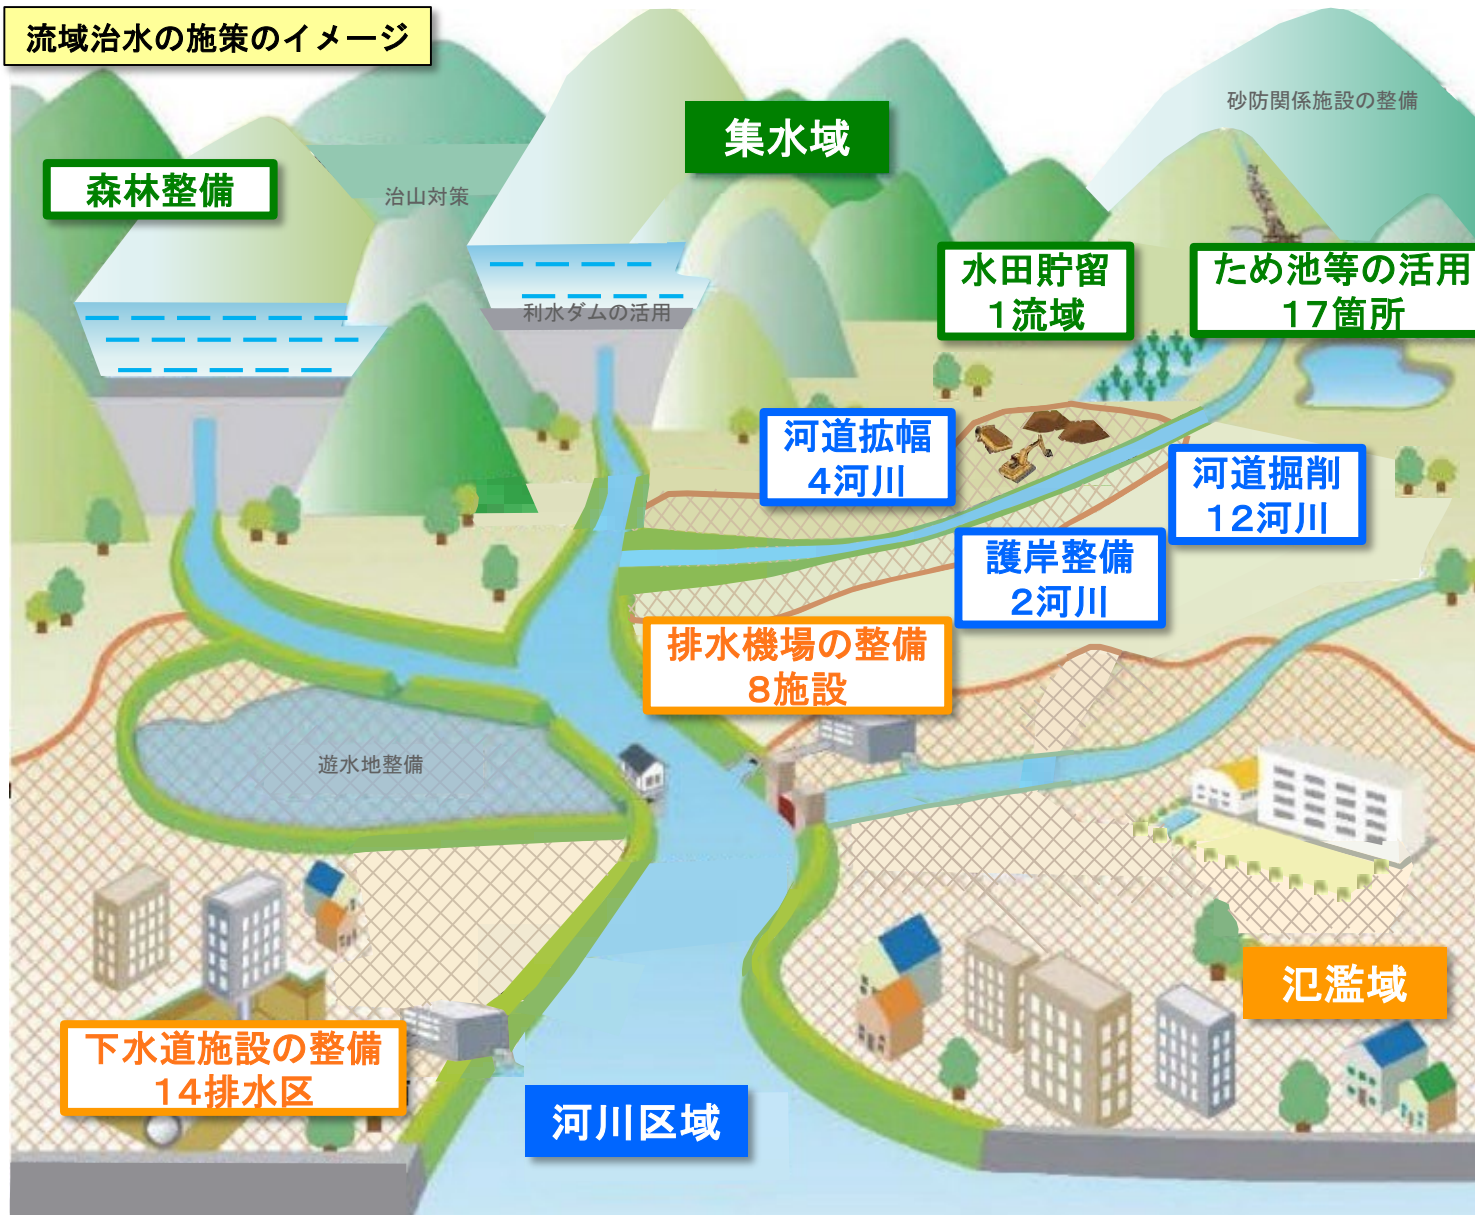 流域治水の施策のイメージ
砂防関係施設の整備
集水域
森林整備
治山対策
水田貯留
1流域
ため池等の活用
17箇所
利水ダムの活用
河道拡幅
4河川
河道掘削
12河川
護岸整備
2河川
排水機場の整備
8施設
遊水地整備
氾濫域
下水道施設の整備
14排水区
河川区域